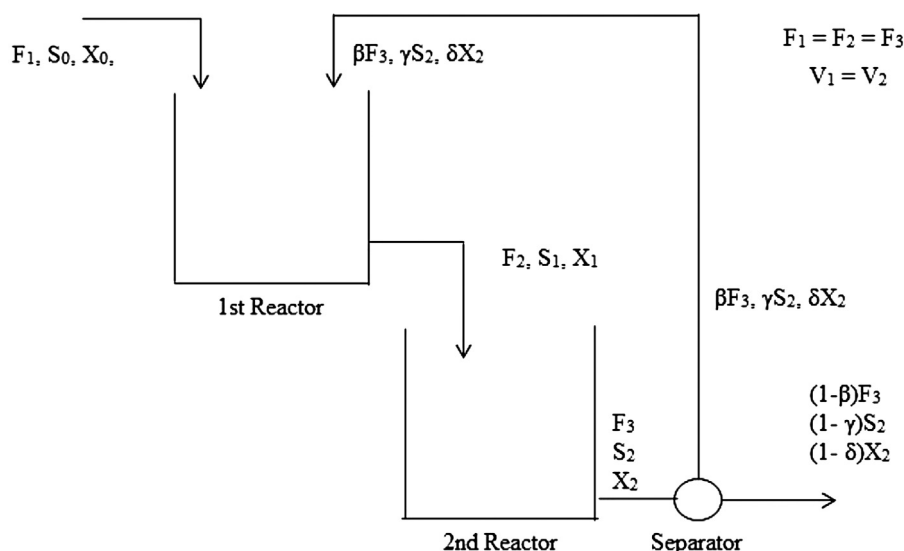 F₁, S₀, X₀,
βF₃, γS₂, δX₂
F₁ = F₂ = F₃
V₁ = V₂
F₂, S₁, X₁
1st Reactor
βF₃, γS₂, δX₂
(1-β)F₃
(1- γ)S₂
(1- δ)X₂
F₃
S₂
X₂
2nd Reactor
Separator